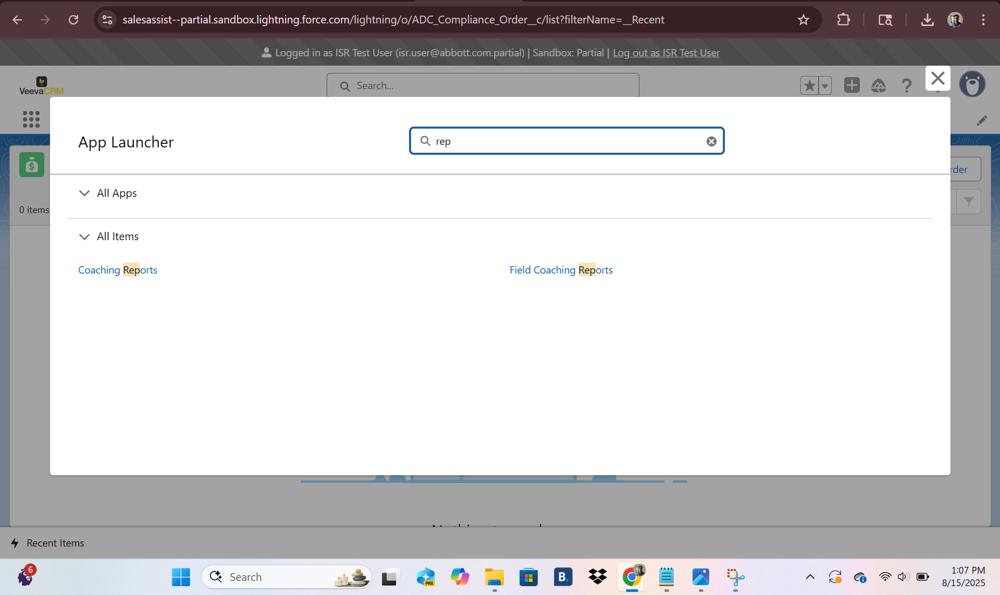 salesassist--partial.sandbox.lightning.force.com/lightning/o/ADC_Compliance_Order__c/list?filterName=__Recent
Logged in as ISR Test User (isr.user@abbott.com.partial) | Sandbox: Partial | Log out as ISR Test User
VeevaCRM
Search...
App Launcher
rep
rder
All Apps
0 items
All Items
Coaching Reports
Field Coaching Reports
Recent Items
6
Search
PRE
B.
1:07 PM
8/15/2025